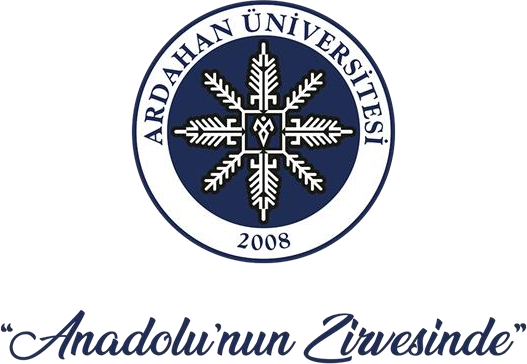 ARDAHAN ÜNİVERSİTESİ
2008
“Anadolu’nun Zirvesinde”